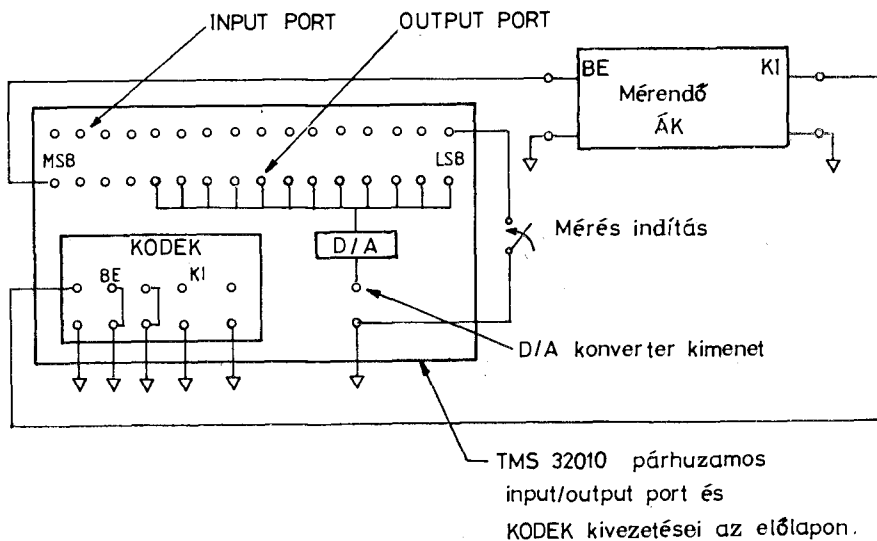 INPUT PORT
OUTPUT PORT
BE
KI
Mérendő
ÁK
MSB
LSB
D/A
Mérés indítás
KODEK
BE
KI
D/A konverter kimenet
TMS 32010 párhuzamos
input/output port és
KODEK kivezetései az előlapon.